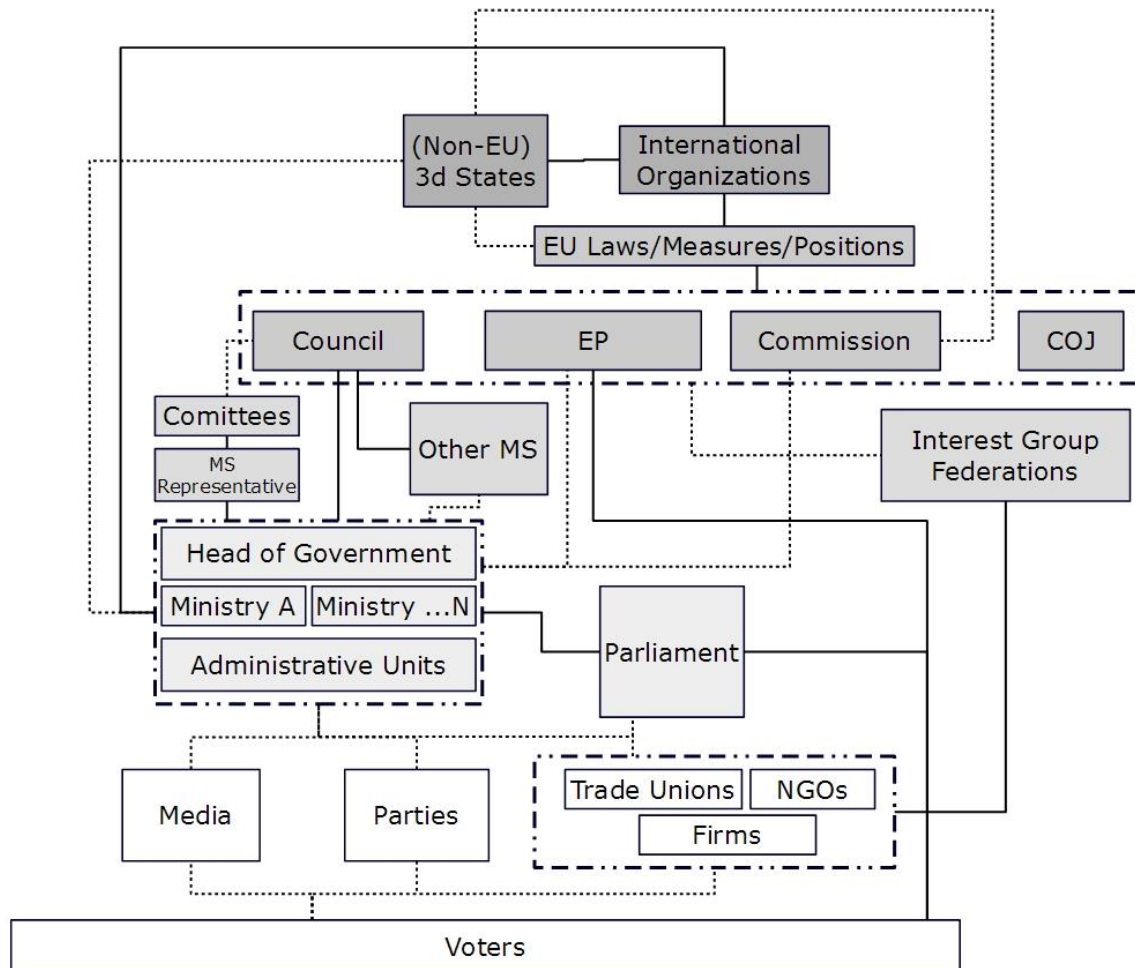 (Non-EU)
3d States
International
Organizations
EU Laws/Measures/Positions
Council
EP
Commission
COJ
Comittees
MS
Representative
Other MS
Interest Group
Federations
Head of Government
Ministry A
Ministry ...N
Administrative Units
Parliament
Media
Parties
Trade Unions
NGOs
Firms
Voters